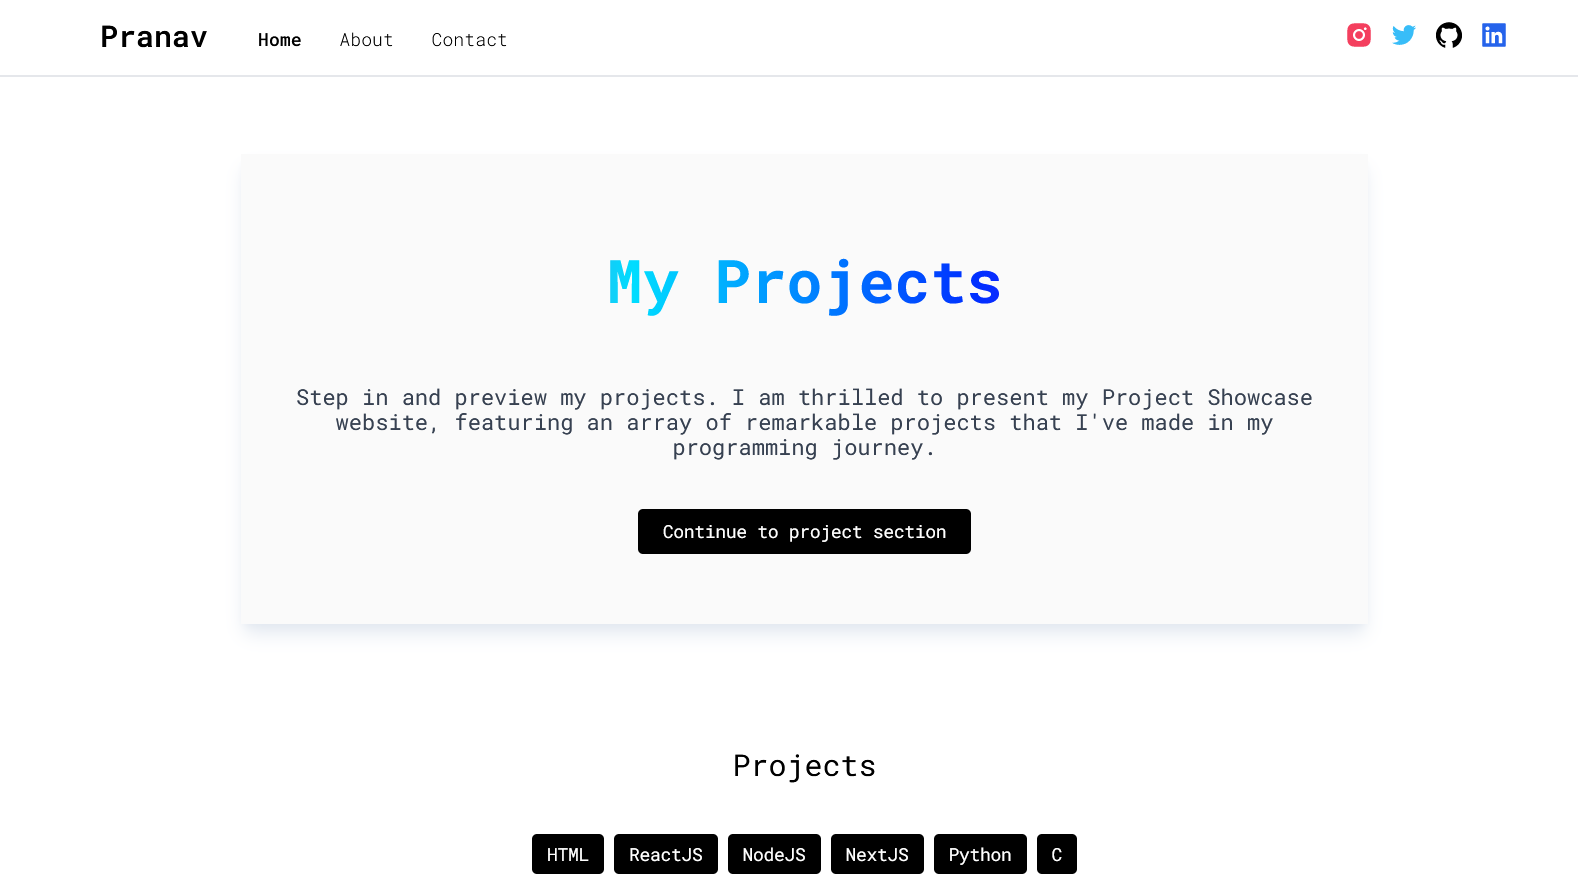 Pranav Home About Contact
My Projects
Step in and preview my projects. I am thrilled to present my Project Showcase
website, featuring an array of remarkable projects that I've made in my
programming journey.
Continue to project section
Projects
HTML ReactJS NodeJS NextJS Python C